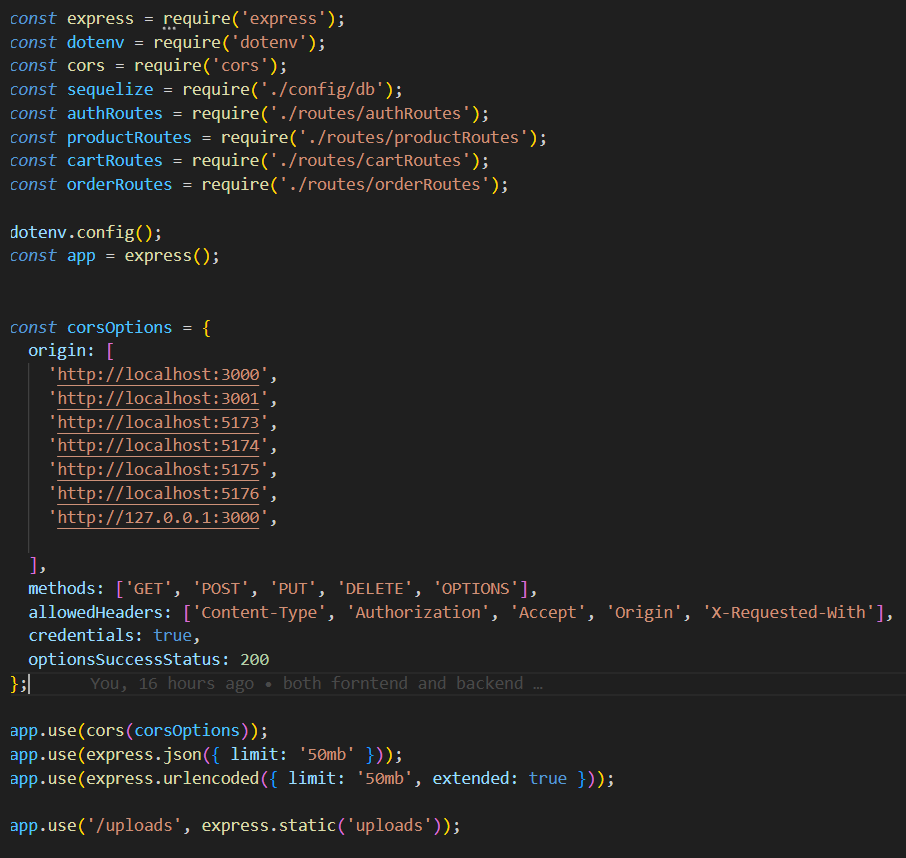 const express = require('express');
const dotenv = require('dotenv');
const cors = require('cors');
const sequelize = require('./config/db');
const authRoutes = require('./routes/authRoutes');
const productRoutes = require('./routes/productRoutes');
const cartRoutes = require('./routes/cartRoutes');
const orderRoutes = require('./routes/orderRoutes');
dotenv.config();
const app = express();
const corsOptions = {
  origin: [
    'http://localhost:3000',
    'http://localhost:3001',
    'http://localhost:5173',
    'http://localhost:5174',
    'http://localhost:5175',
    'http://localhost:5176',
    'http://127.0.0.1:3000',
  ],
  methods: ['GET', 'POST', 'PUT', 'DELETE', 'OPTIONS'],
  allowedHeaders: ['Content-Type', 'Authorization', 'Accept', 'Origin', 'X-Requested-With'],
  credentials: true,
  optionsSuccessStatus: 200
};      You, 16 hours ago • both forntend and backend …
app.use(cors(corsOptions));
app.use(express.json({ limit: '50mb' }));
app.use(express.urlencoded({ limit: '50mb', extended: true }));
app.use('/uploads', express.static('uploads'));